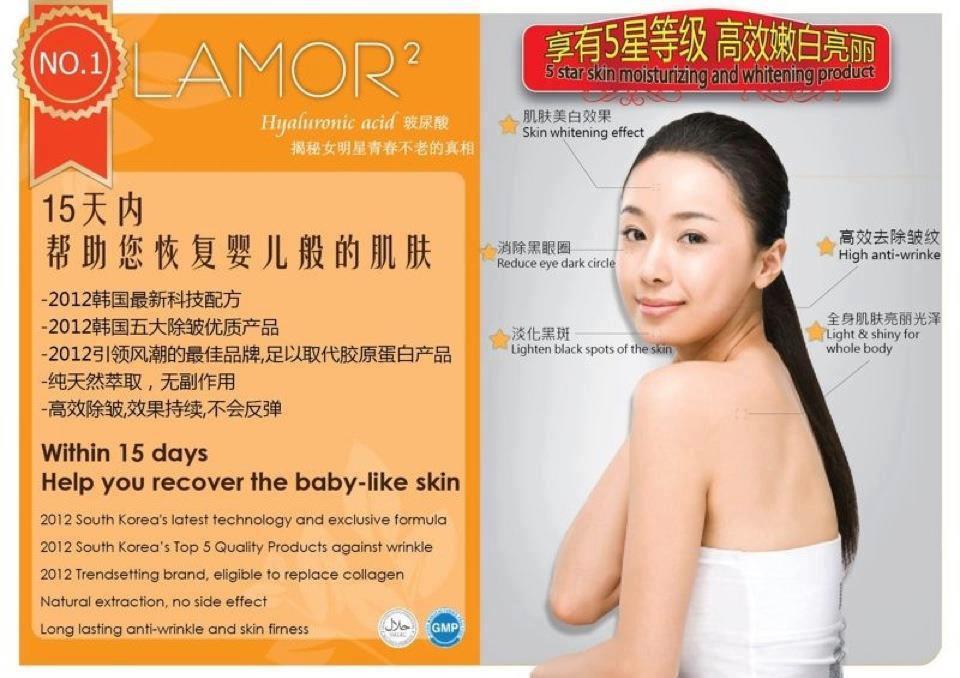 NO.1
LAMOR²
Hyaluronic acid 玻尿酸
揭秘女明星青春不老的真相
15天内
帮助您恢复婴儿般的肌肤
-2012韩国最新科技配方
-2012韩国五大除皱优质产品
-2012引领风潮的最佳品牌,足以取代胶原蛋白产品
-纯天然萃取，无副作用
-高效除皱,效果持续,不会反弹
Within 15 days
Help you recover the baby-like skin
2012 South Korea's latest technology and exclusive formula
2012 South Korea's Top 5 Quality Products against wrinkle
2012 Trendsetting brand, eligible to replace collagen
Natural extraction, no side effect
Long lasting anti-wrinkle and skin firness
حلال
HALAL
GMP
享有5星等级 高效嫩白亮丽
5 star skin moisturizing and whitening product
肌肤美白效果
Skin whitening effect
消除黑眼圈
Reduce eye dark circle
高效去除皱纹
High anti-wrinke
淡化黑斑
Lighten black spots of the skin
全身肌肤亮丽光泽
Light & shiny for
whole body